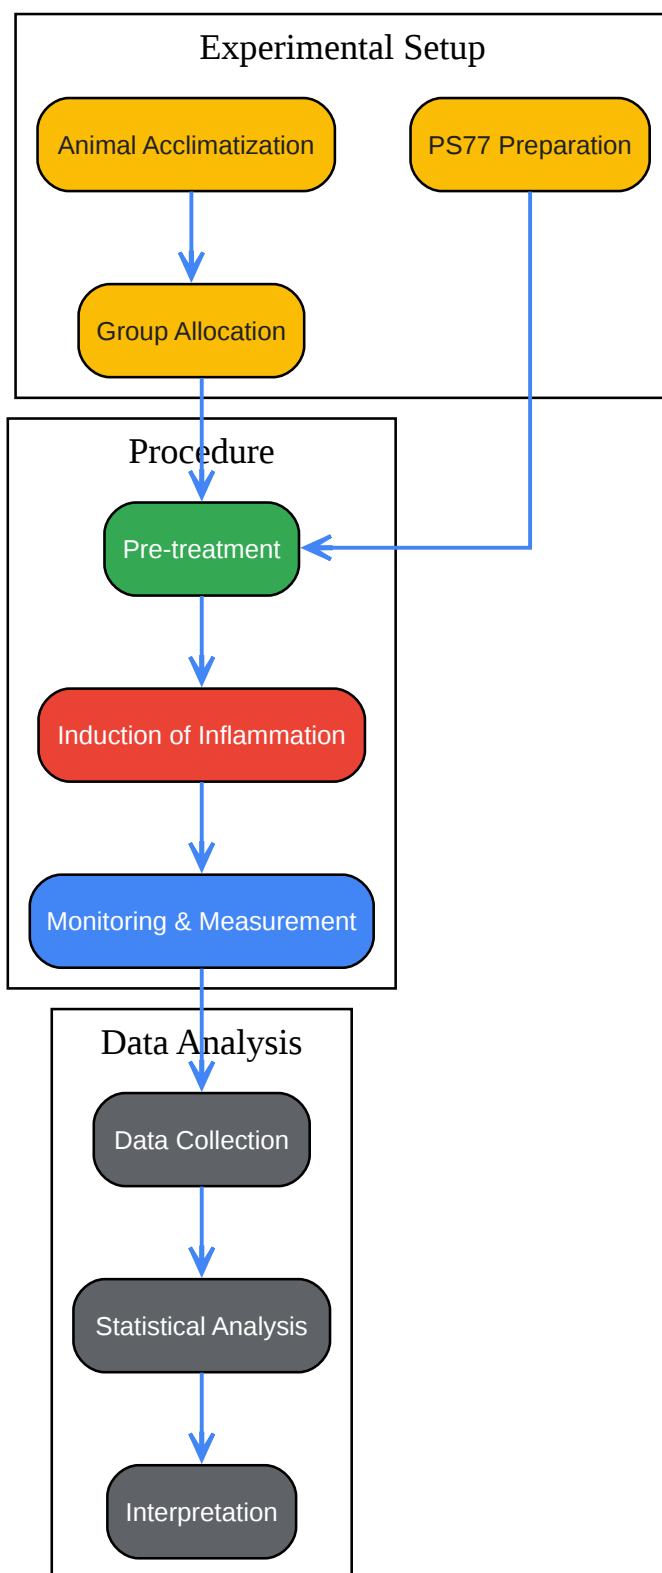 Experimental Setup
Animal Acclimatization
PS77 Preparation
Group Allocation
Procedure
Pre-treatment
Induction of Inflammation
Monitoring & Measurement
Data Analysis
Data Collection
Statistical Analysis
Interpretation